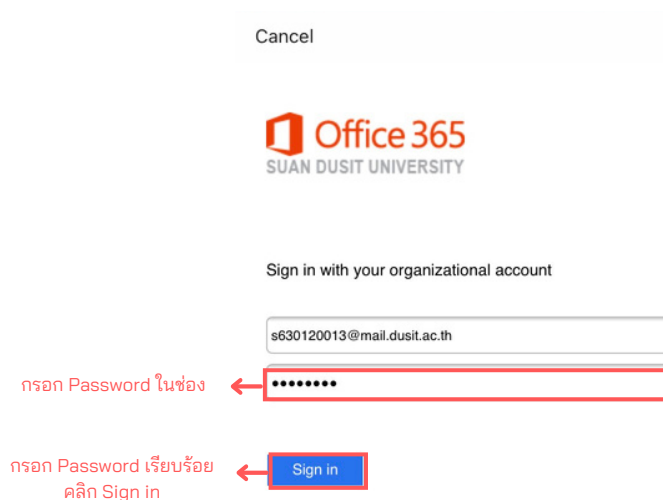 Cancel
Office 365
SUAN DUSIT UNIVERSITY
Sign in with your organizational account
s630120013@mail.dusit.ac.th
กรอก Password ในช่อง
••••••••
กรอก Password เรียบร้อย
คลิก Sign in
Sign in